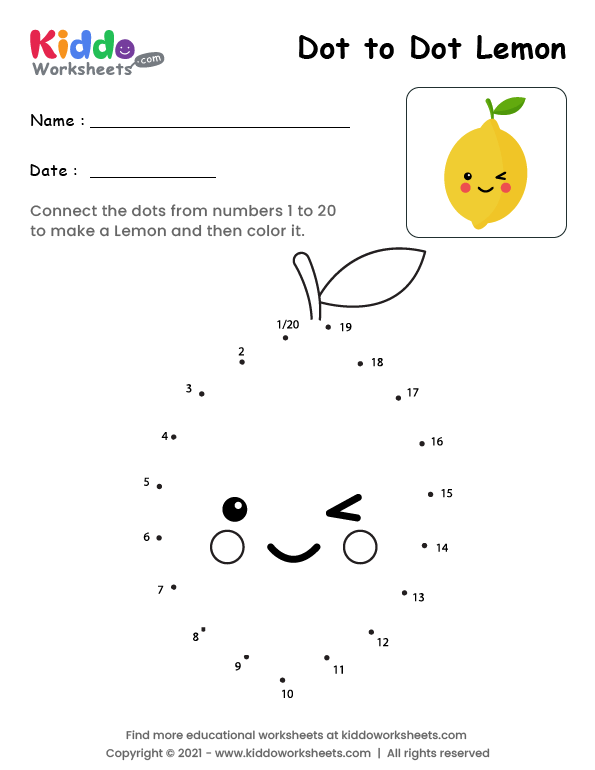 Kiddo
Worksheets.com
Dot to Dot Lemon
Name :
Date :
Connect the dots from numbers 1 to 20
to make a Lemon and then color it.
1/20
19
2
18
3
17
4
16
5
15
6
14
7
13
8
12
9
11
10
Find more educational worksheets at kiddoworksheets.com
Copyright © 2021 - www.kiddoworksheets.com | All rights reserved